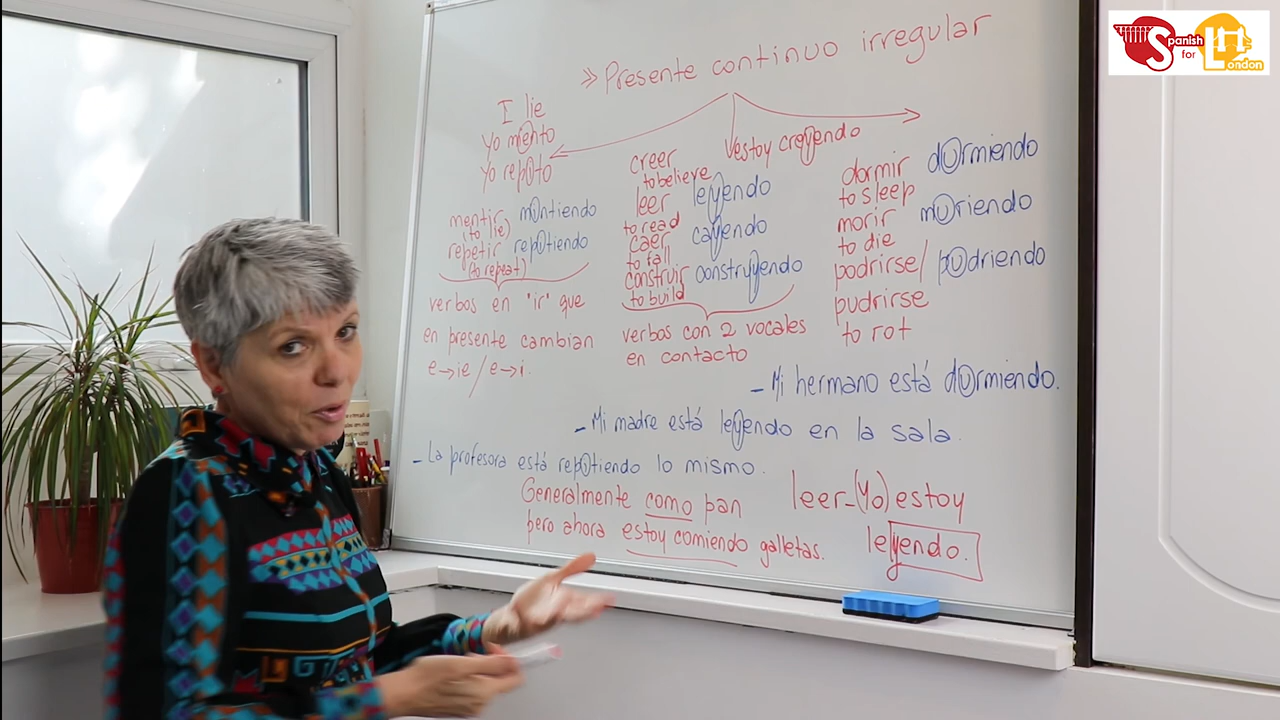 Spanish
for
London
» Presente continuo irregular
I lie
yo miento
yo repito
mentir mintiendo
(to lie)
repetir repitiendo
(to repeat)
verbos en "ir" que
en presente cambian
e→ie/e→i.
Yestoy creyendo
creer
to believe
leer leyendo
to read
caer cayendo
to fall
construir construyendo
to build
verbos con 2 vocales
en contacto
dormir durmiendo
to sleep
morir muriendo
to die
podrirse/ pudriendo
pudrirse
to rot
- Mi hermano está durmiendo.
- Mi madre está leyendo en la sala.
- La profesora está repitiendo lo mismo.
Generalmente como pan
pero ahora estoy comiendo galletas.
leer-(Yo) estoy
leyendo.